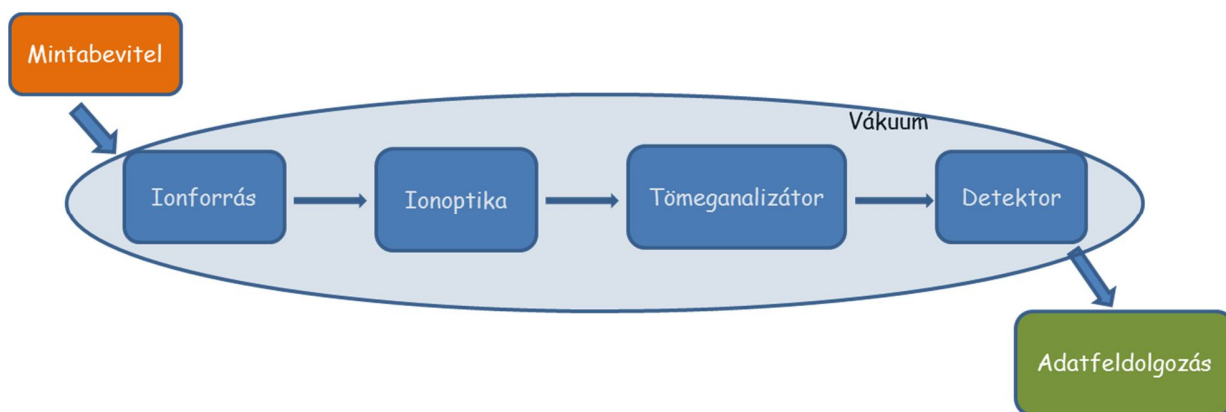 Mintabevitel
Vákuum
Ionforrás
Ionoptika
Tömeganalizátor
Detektor
Adatfeldolgozás